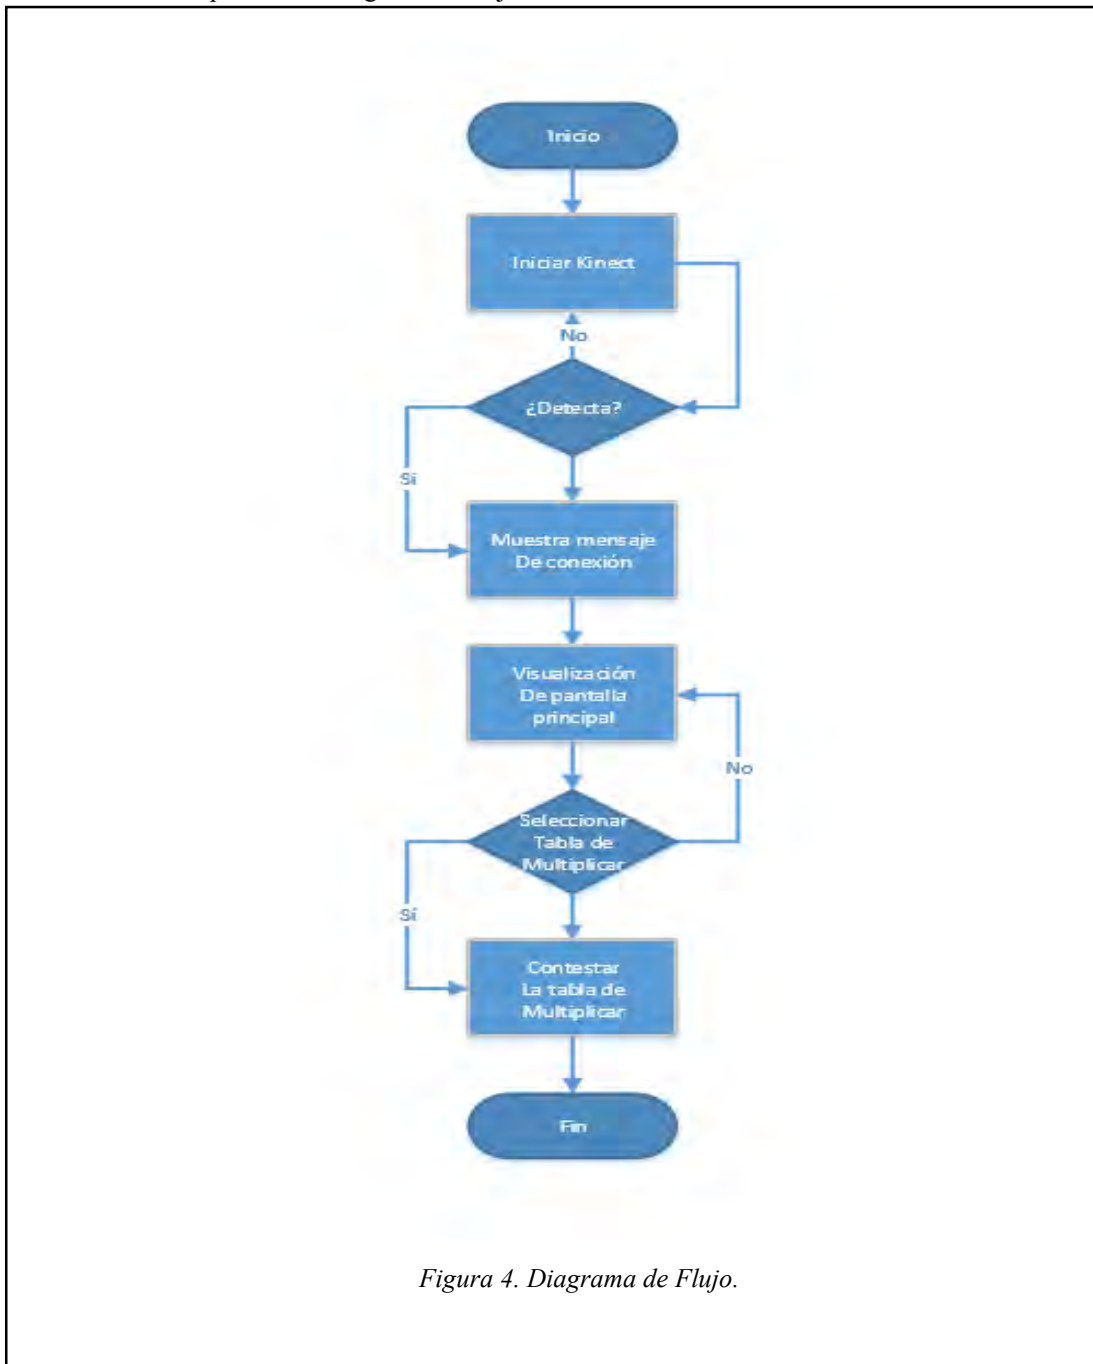 Inicio
Iniciar Kinect
No
¿Detecta?
Si
Muestra mensaje
De conexión
Visualización
De pantalla
principal
No
Seleccionar
Tabla de
Multiplicar
Sí
Contestar
La tabla de
Multiplicar
Fin
Figura 4. Diagrama de Flujo.